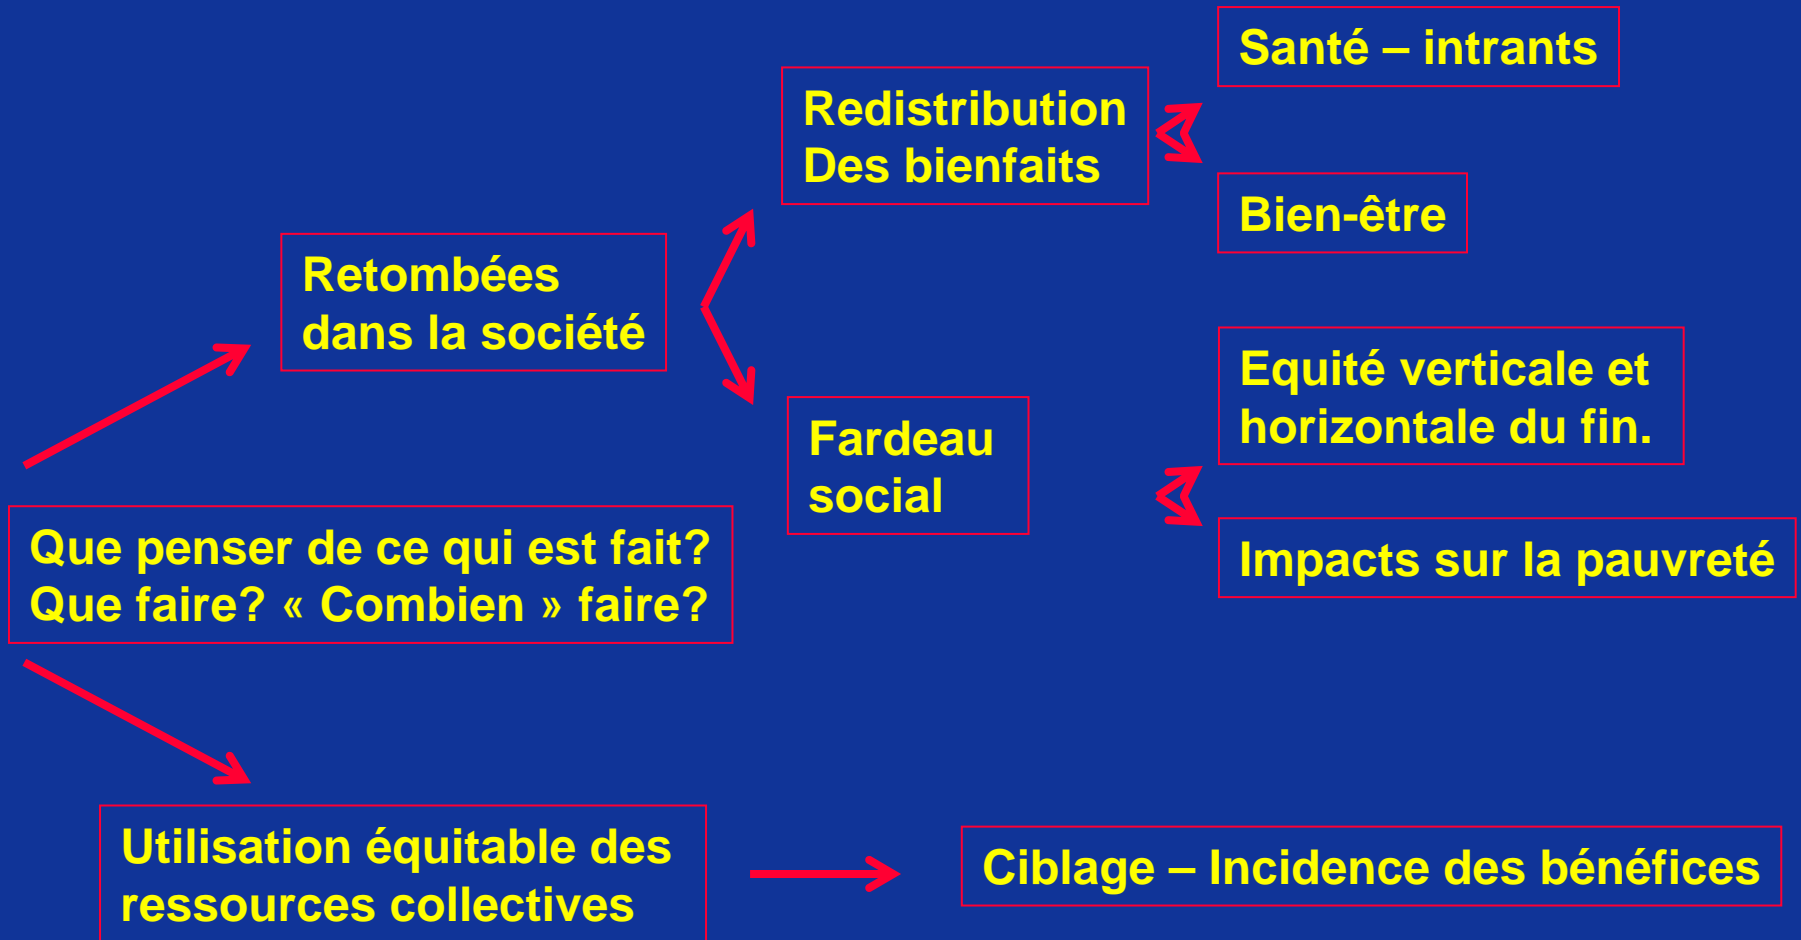 Santé – intrants
Redistribution
Des bienfaits
Bien-être
Retombées
dans la société
Equité verticale et
horizontale du fin.
Fardeau
social
Que penser de ce qui est fait?
Que faire? « Combien » faire?
Impacts sur la pauvreté
Utilisation équitable des
ressources collectives
Ciblage – Incidence des bénéfices